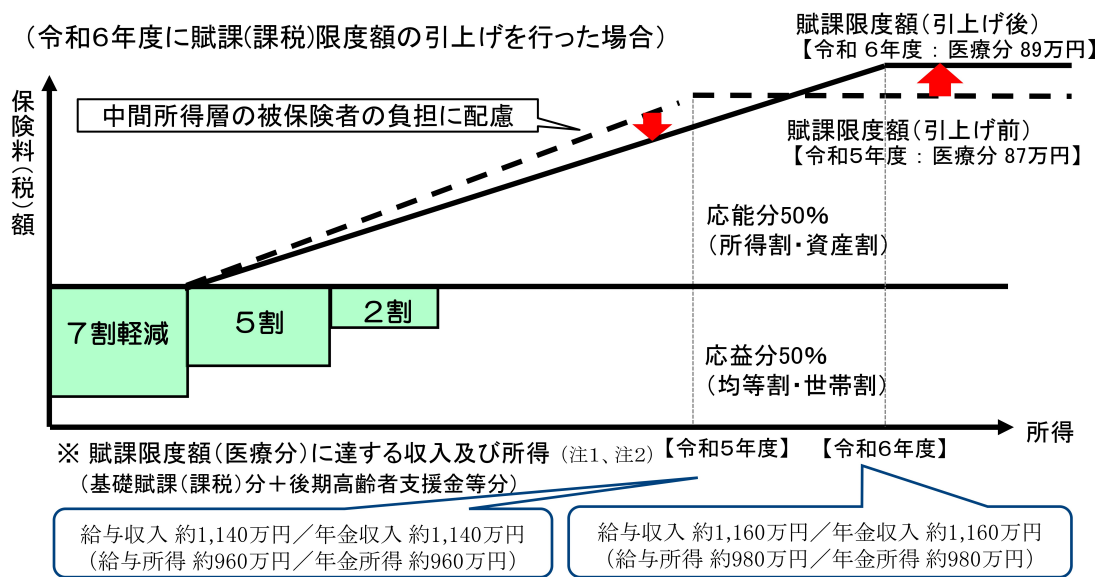 (令和6年度に賦課(課税)限度額の引上げを行った場合)
賦課限度額(引上げ後)
【令和 6年度 : 医療分 89万円】
保険料(税)額
中間所得層の被保険者の負担に配慮
賦課限度額(引上げ前)
【令和5年度 : 医療分 87万円】
応能分50%
(所得割・資産割)
7割軽減
5割
2割
応益分50%
(均等割・世帯割)
所得
※ 賦課限度額(医療分)に達する収入及び所得 (注1、注2)
(基礎賦課(課税)分+後期高齢者支援金等分)
【令和5年度】
【令和6年度】
給与収入 約1,140万円/年金収入 約1,140万円
(給与所得 約960万円/年金所得 約960万円)
給与収入 約1,160万円/年金収入 約1,160万円
(給与所得 約980万円/年金所得 約980万円)